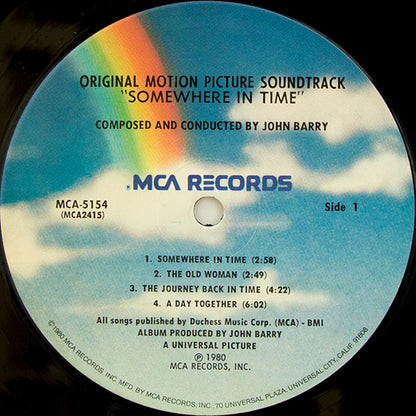 ORIGINAL MOTION PICTURE SOUNDTRACK
"SOMEWHERE IN TIME"
COMPOSED AND CONDUCTED BY JOHN BARRY
MCA RECORDS
MCA-5154
(MCA2415)
Side 1
1. SOMEWHERE IN TIME (2:58)
2. THE OLD WOMAN (2:49)
3. THE JOURNEY BACK IN TIME (4:22)
4. A DAY TOGETHER (6:02)
All songs published by Duchess Music Corp. (MCA) - BMI
ALBUM PRODUCED BY JOHN BARRY
A UNIVERSAL PICTURE
℗ 1980
MCA RECORDS, INC.
©1980 MCA RECORDS, INC. MFD. BY MCA RECORDS, INC., 70 UNIVERSAL PLAZA, UNIVERSAL CITY, CALIF. 91608